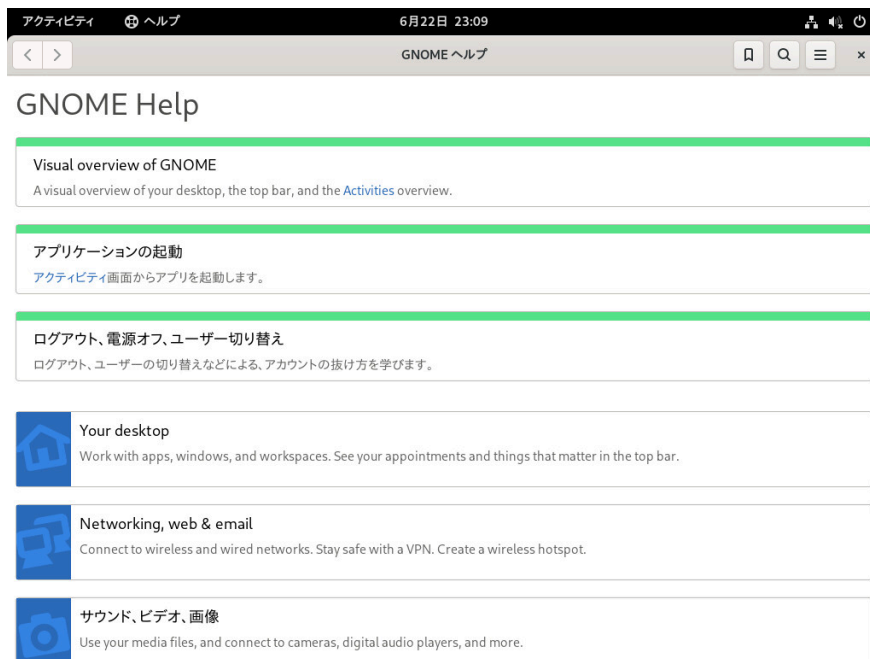 アクティビティ ヘルプ 6月22日 23:09
GNOME ヘルプ
GNOME Help
Visual overview of GNOME
A visual overview of your desktop, the top bar, and the Activities overview.
アプリケーションの起動
アクティビティ画面からアプリを起動します。
ログアウト、電源オフ、ユーザー切り替え
ログアウト、ユーザーの切り替えなどによる、アカウントの抜け方を学びます。
Your desktop
Work with apps, windows, and workspaces. See your appointments and things that matter in the top bar.
Networking, web & email
Connect to wireless and wired networks. Stay safe with a VPN. Create a wireless hotspot.
サウンド、ビデオ、画像
Use your media files, and connect to cameras, digital audio players, and more.